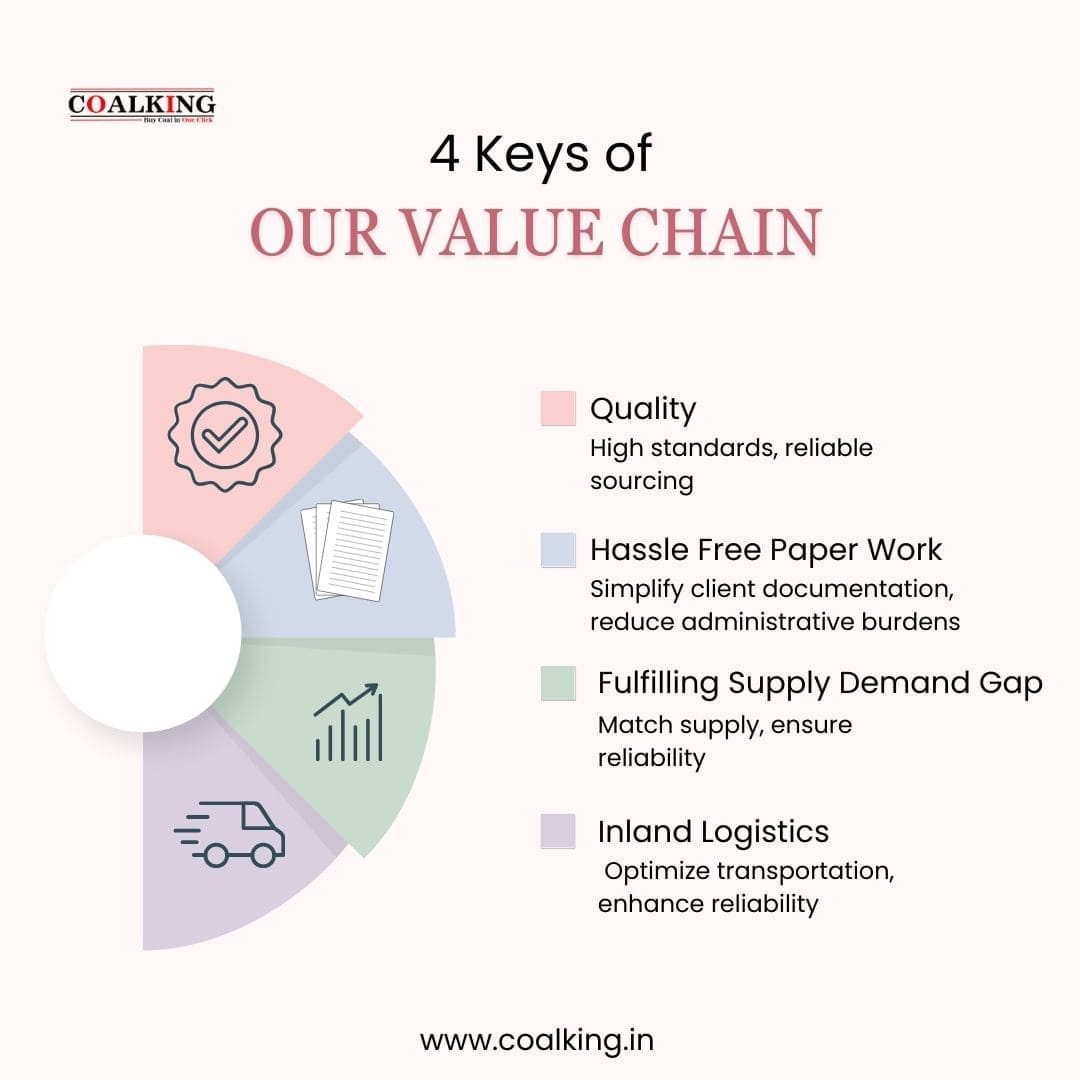 COALKING
Buy Coal in One Click
4 Keys of
OUR VALUE CHAIN
Quality
High standards, reliable
sourcing
Hassle Free Paper Work
Simplify client documentation,
reduce administrative burdens
Fulfilling Supply Demand Gap
Match supply, ensure
reliability
Inland Logistics
Optimize transportation,
enhance reliability
www.coalking.in